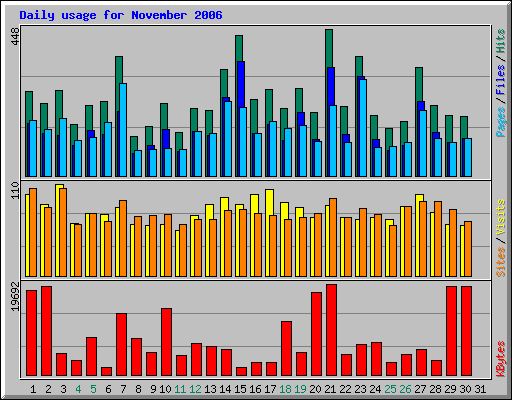 Daily usage for November 2006
448
Pages / Files / Hits
110
Sites / Visits
19692
KBytes
1 2 3 4 5 6 7 8 9 10 11 12 13 14 15 16 17 18 19 20 21 22 23 24 25 26 27 28 29 30 31